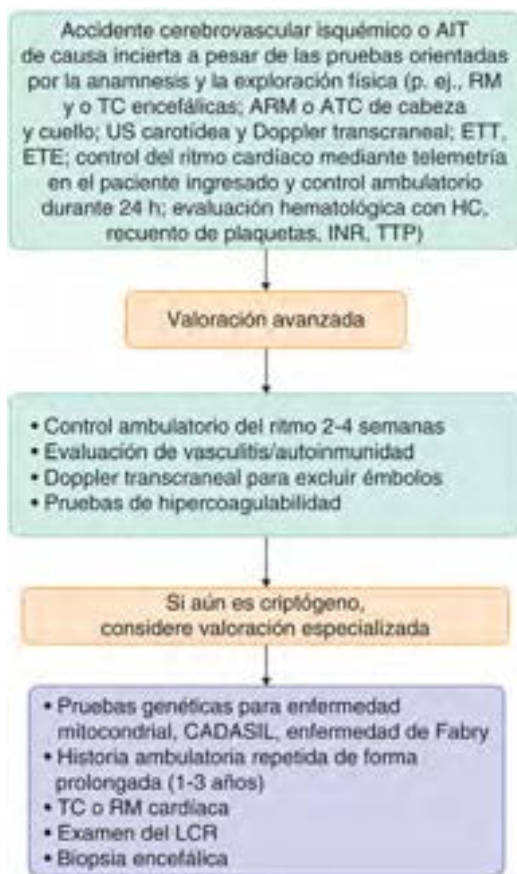 Accidente cerebrovascular isquémico o AIT
de causa incierta a pesar de las pruebas orientadas
por la anamnesis y la exploración física (p. ej., RM
y o TC encefálicas; ARM o ATC de cabeza
y cuello; US carotídea y Doppler transcraneal; ETT,
ETE; control del ritmo cardíaco mediante telemetría
en el paciente ingresado y control ambulatorio
durante 24 h; evaluación hematológica con HC,
recuento de plaquetas, INR, TTP)
Valoración avanzada
• Control ambulatorio del ritmo 2-4 semanas
• Evaluación de vasculitis/autoinmunidad
• Doppler transcraneal para excluir émbolos
• Pruebas de hipercoagulabilidad
Si aún es criptógeno,
considere valoración especializada
• Pruebas genéticas para enfermedad
mitocondrial, CADASIL, enfermedad de Fabry
• Historia ambulatoria repetida de forma
prolongada (1-3 años)
• TC o RM cardíaca
• Examen del LCR
• Biopsia encefálica